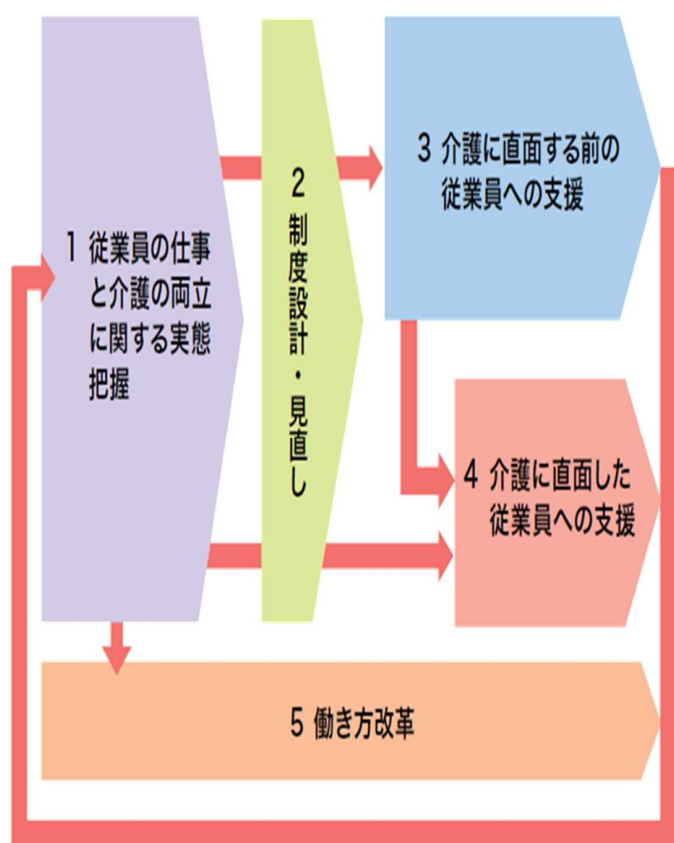 1 従業員の仕事
と介護の両立
に関する実態
把握
2 制度設計・見直し
3 介護に直面する前の
従業員への支援
4 介護に直面した
従業員への支援
5 働き方改革